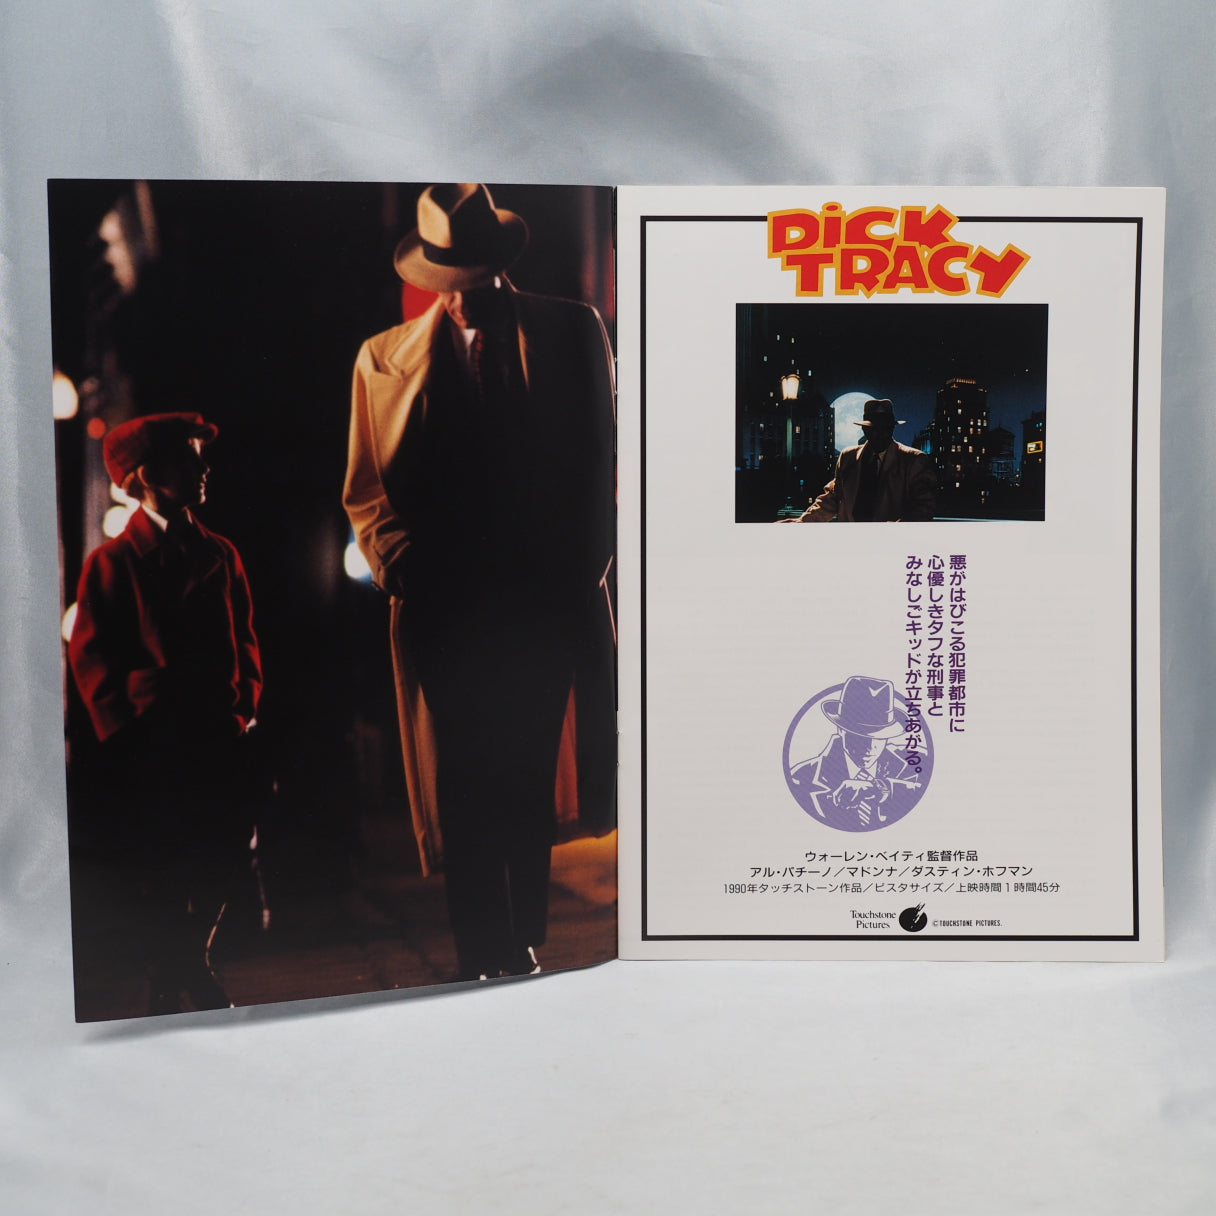 DiCK
TRACY
悪がはびこる犯罪都市に
心優しきタフな刑事と
みなしごキッドが立ちあがる。
ウォーレン・ベイティ監督作品
アル・パチーノ／マドンナ／ダスティン・ホフマン
1990年タッチストーン作品／ビスタサイズ／上映時間1時間45分
Touchstone
Pictures
©TOUCHSTONE PICTURES.